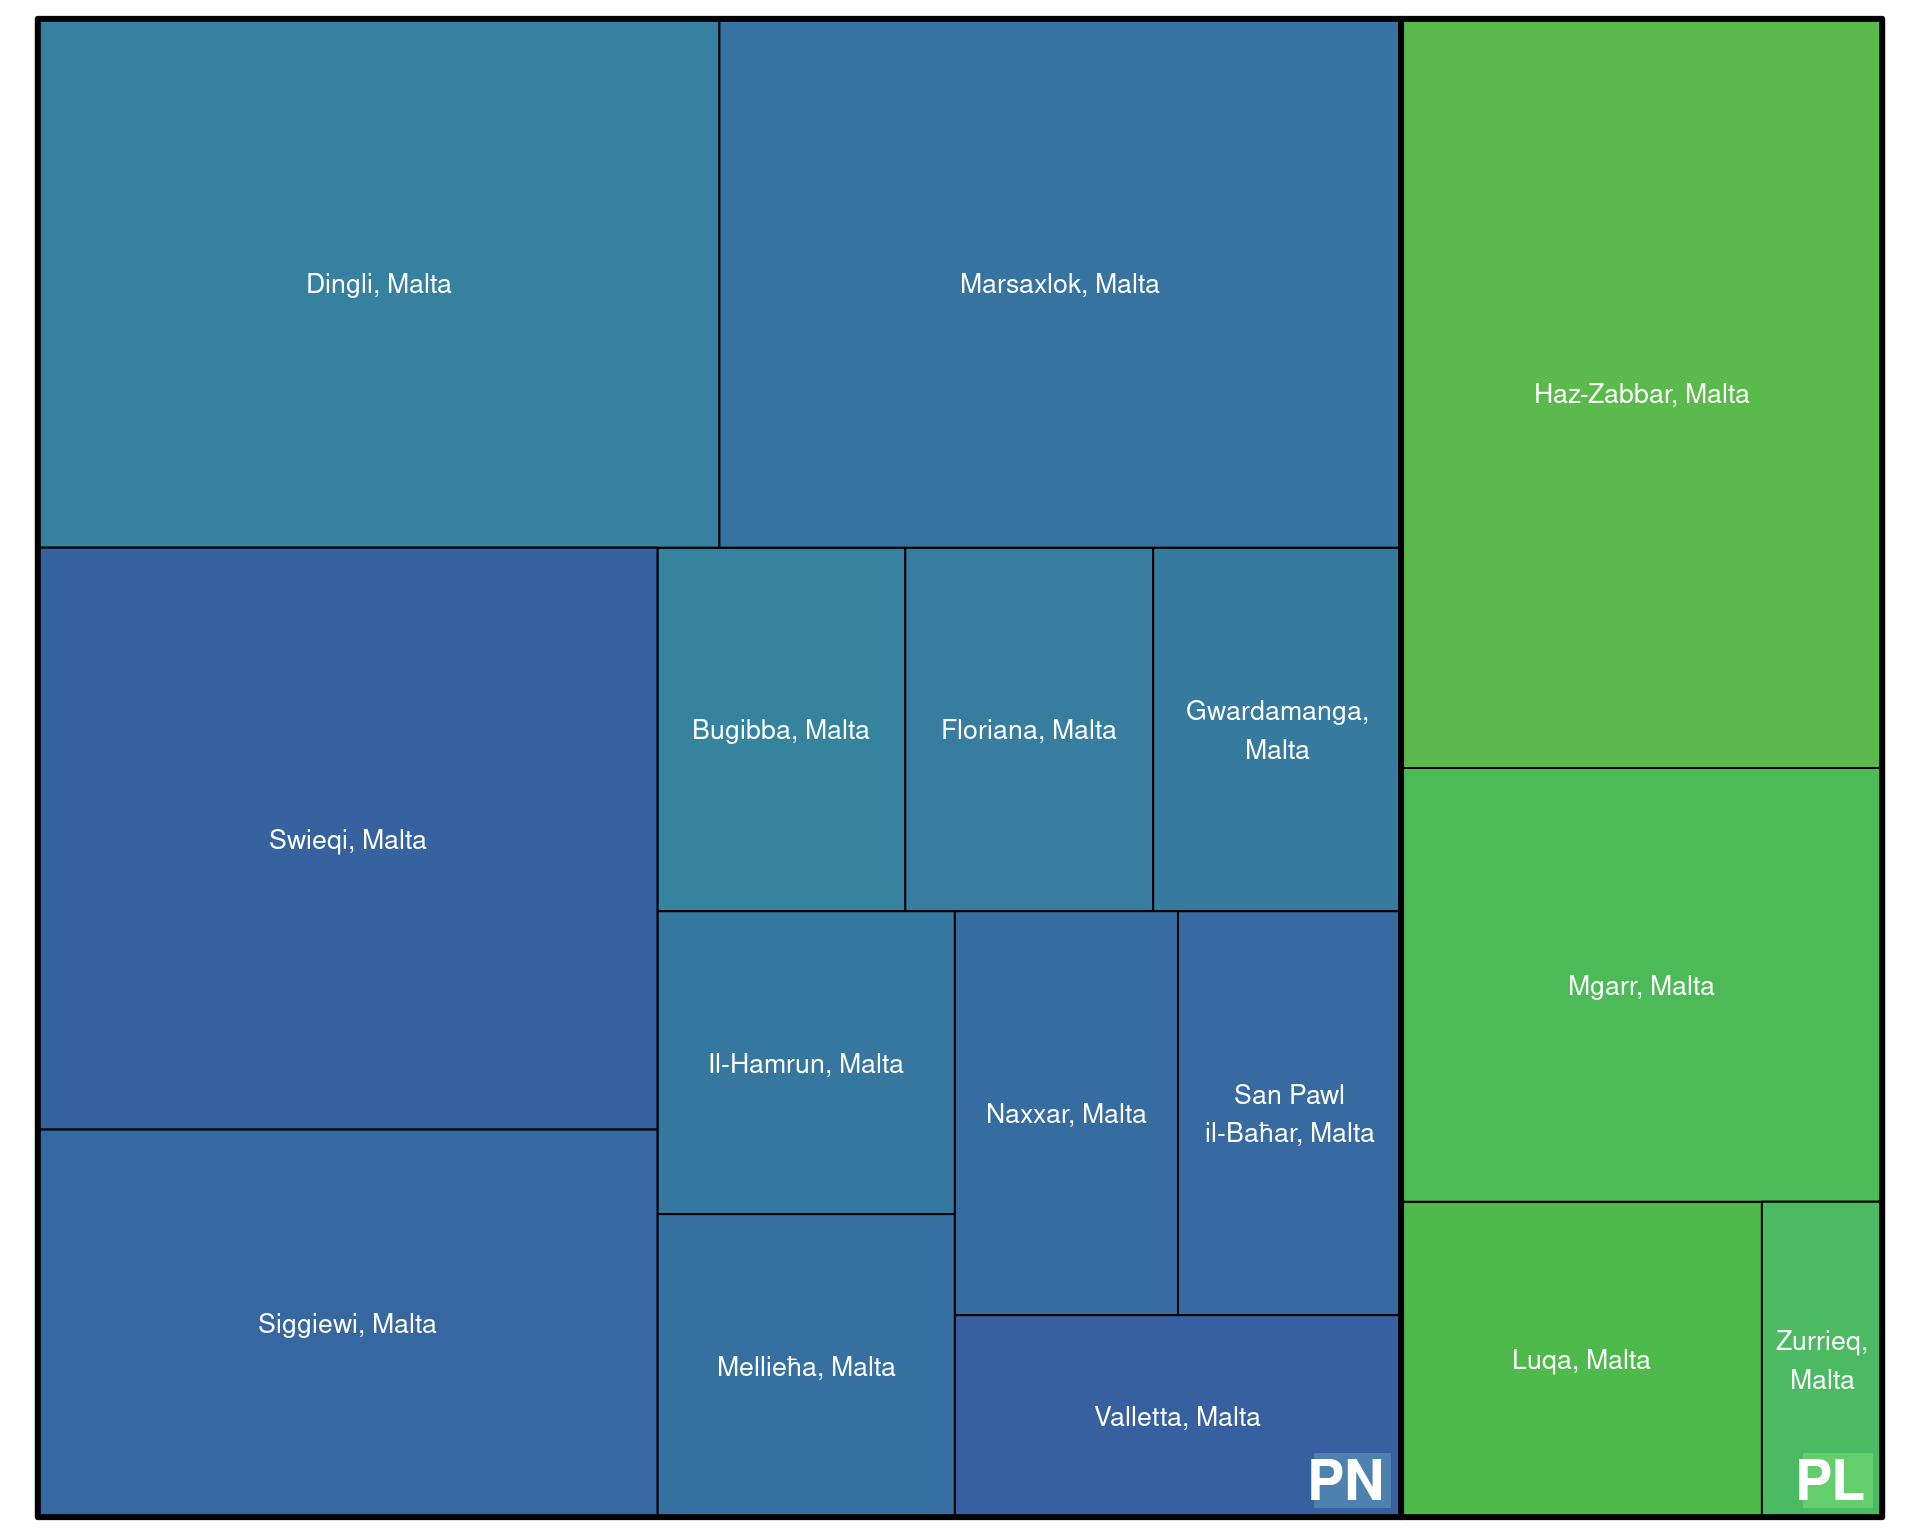 Dingli, Malta
Marsaxlok, Malta
Haz-Zabbar, Malta
Swieqi, Malta
Bugibba, Malta
Floriana, Malta
Gwardamanga,
Malta
Mgarr, Malta
Il-Hamrun, Malta
Naxxar, Malta
San Pawl
il-Baħar, Malta
Siggiewi, Malta
Mellieħa, Malta
Valletta, Malta
Luqa, Malta
Zurrieq,
Malta
PN
PL